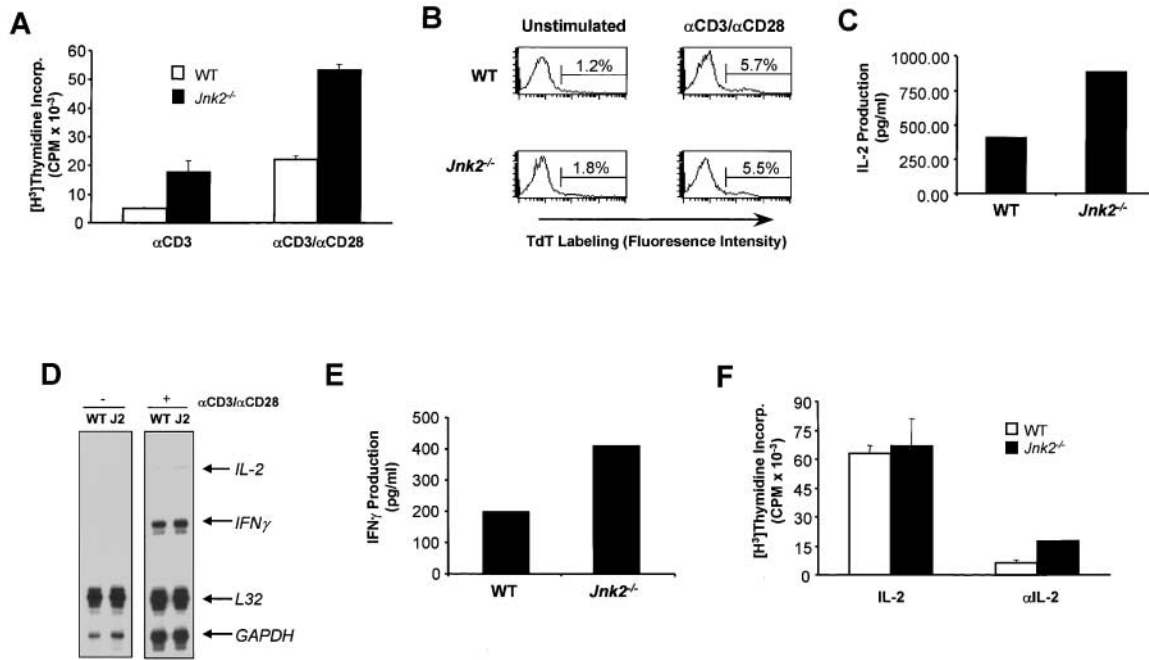 A
[H³]Thymidine Incorp.
(CPM x 10⁻³)
60
50
40
30
20
10
0
WT
Jnk2⁻/⁻
αCD3
αCD3/αCD28
B
Unstimulated
αCD3/αCD28
WT
1.2%
5.7%
Jnk2⁻/⁻
1.8%
5.5%
TdT Labeling (Fluoresence Intensity)
C
IL-2 Production
(pg/ml)
1000.00
750.00
500.00
250.00
0.00
WT
Jnk2⁻/⁻
D
- + αCD3/αCD28
WT J2 WT J2
IL-2
IFNγ
L32
GAPDH
E
IFNγ Production
(pg/ml)
500
400
300
200
100
0
WT
Jnk2⁻/⁻
F
[H³]Thymidine Incorp.
(CPM x 10⁻³)
90
75
60
45
30
15
0
WT
Jnk2⁻/⁻
IL-2
αIL-2